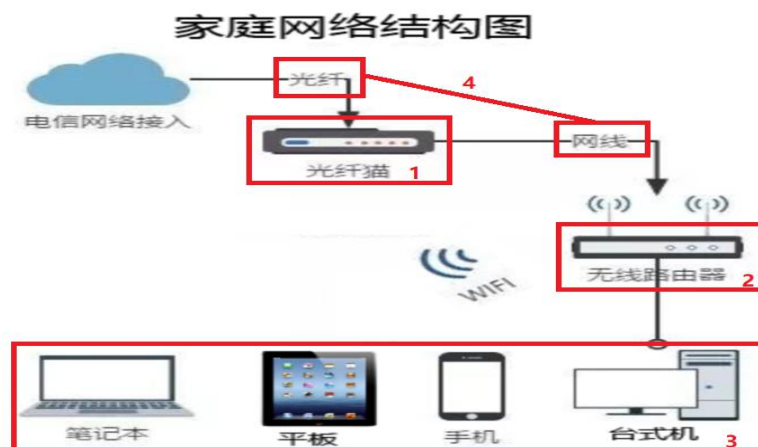 家庭网络结构图
光纤
4
电信网络接入
网线
光纤猫 1
无线路由器 2
WIFI
笔记本
平板
手机
台式机 3